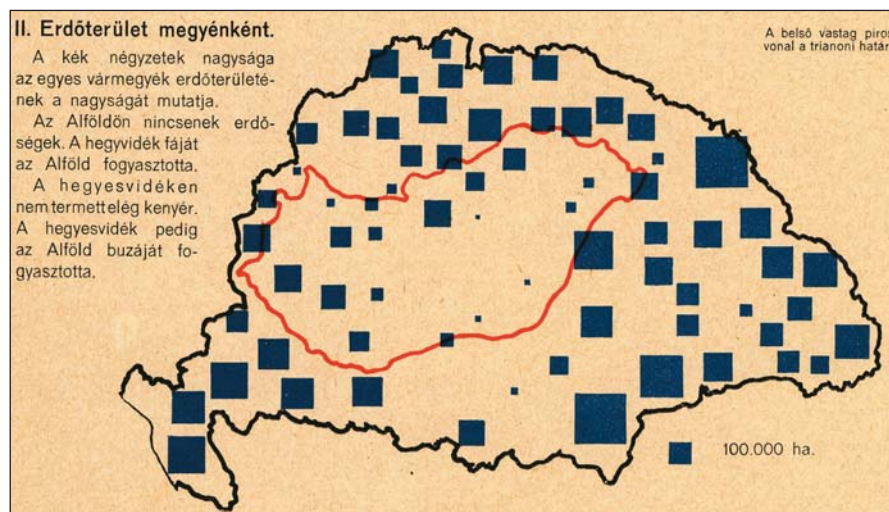 II. Erdőterület megyénként.
A kék négyzetek nagysága
az egyes vármegyék erdőterületé-
nek a nagyságát mutatja.
Az Alföldön nincsenek erdő-
ségek. A hegyvidék fáját
az Alföld fogyasztotta.
A hegyesvidéken
nem termett elég kenyér.
A hegyesvidék pedig
az Alföld buzáját fo-
gyasztotta.
A belső vastag piros
vonal a trianoni határ
100.000 ha.